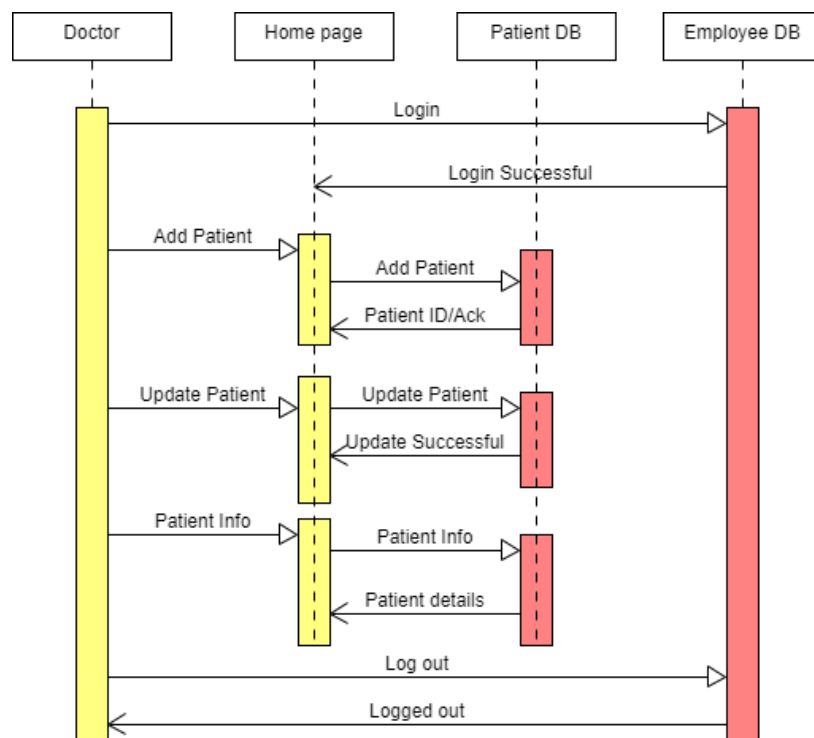 Doctor
Home page
Patient DB
Employee DB
Login
Login Successful
Add Patient
Add Patient
Patient ID/Ack
Update Patient
Update Patient
Update Successful
Patient Info
Patient Info
Patient details
Log out
Logged out